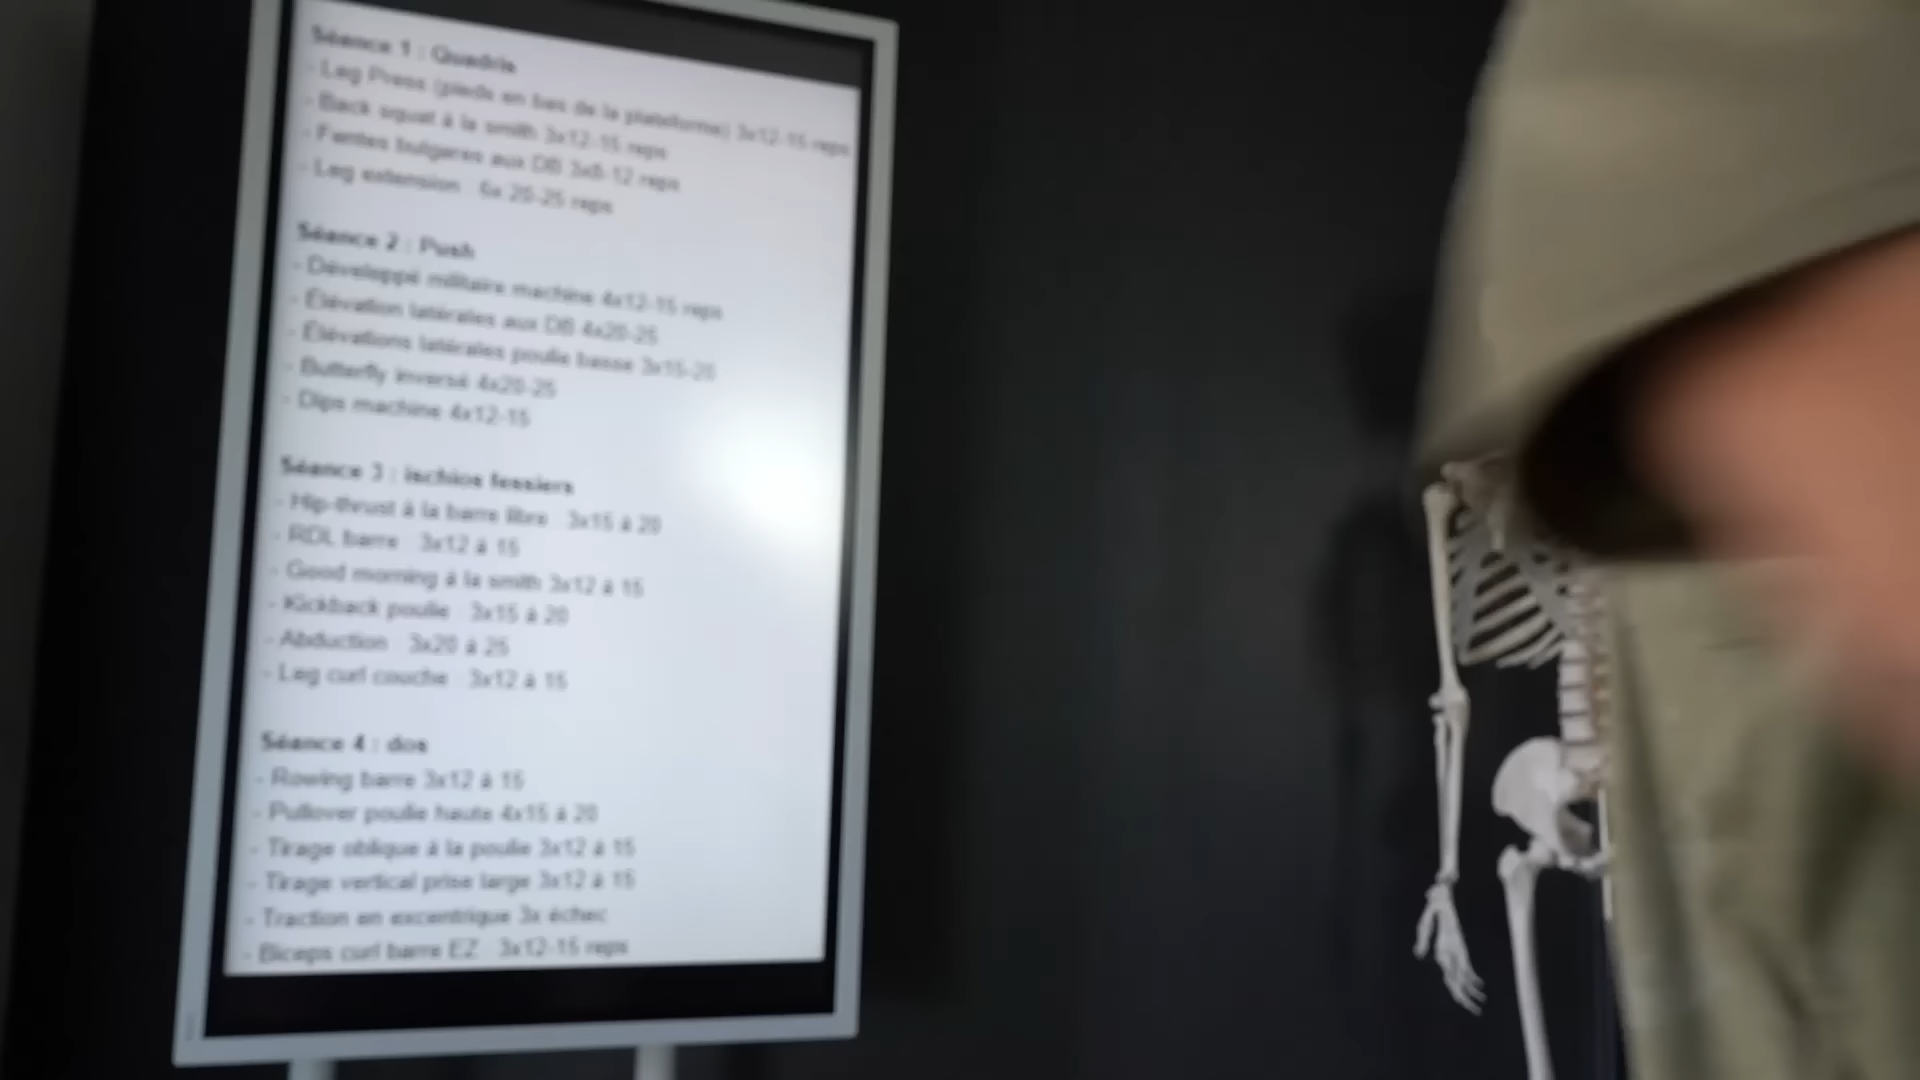 Séance 1 : Quadris
- Leg Press (pieds en bas de la plateforme) 3x12-15 reps
- Back squat à la smith 3x12-15 reps
- Fentes bulgares aux DB 3x8-12 reps
- Leg extension 6x 20-25 reps
Séance 2 : Push
- Développé militaire machine 4x12-15 reps
- Élévation latérales aux DB 4x20-25
- Élévations latérales poulie basse 3x15-20
- Butterfly inversé 4x20-25
- Dips machine 4x12-15
Séance 3 : ischios fessiers
- Hip-thrust à la barre libre 3x15 à 20
- RDL barre 3x12 à 15
- Good morning à la smith 3x12 à 15
- Kickback poulie 3x15 à 20
- Abduction 3x20 à 25
- Leg curl couche 3x12 à 15
Séance 4 : dos
- Rowing barre 3x12 à 15
- Pullover poulie haute 4x15 à 20
- Tirage oblique à la poulie 3x12 à 15
- Tirage vertical prise large 3x12 à 15
- Traction en excentrique 3x échec
- Biceps curl barre EZ 3x12-15 reps